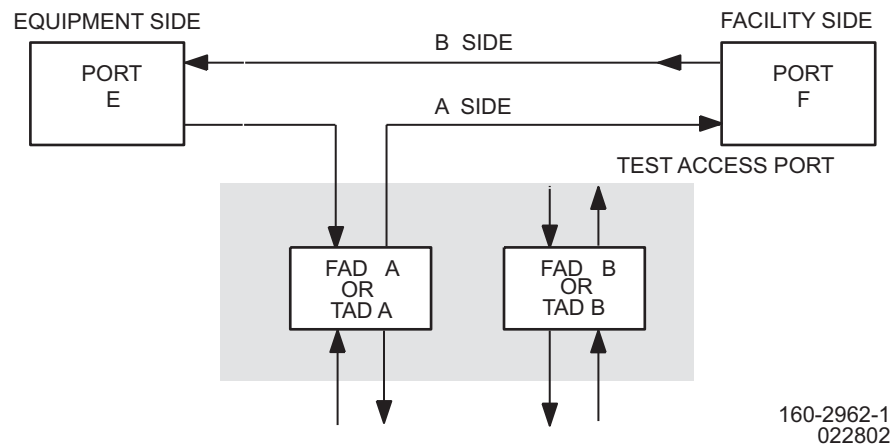 EQUIPMENT SIDE
FACILITY SIDE
B SIDE
PORT
E
PORT
F
A SIDE
TEST ACCESS PORT
FAD A
OR
TAD A
FAD B
OR
TAD B
160-2962-1
022802